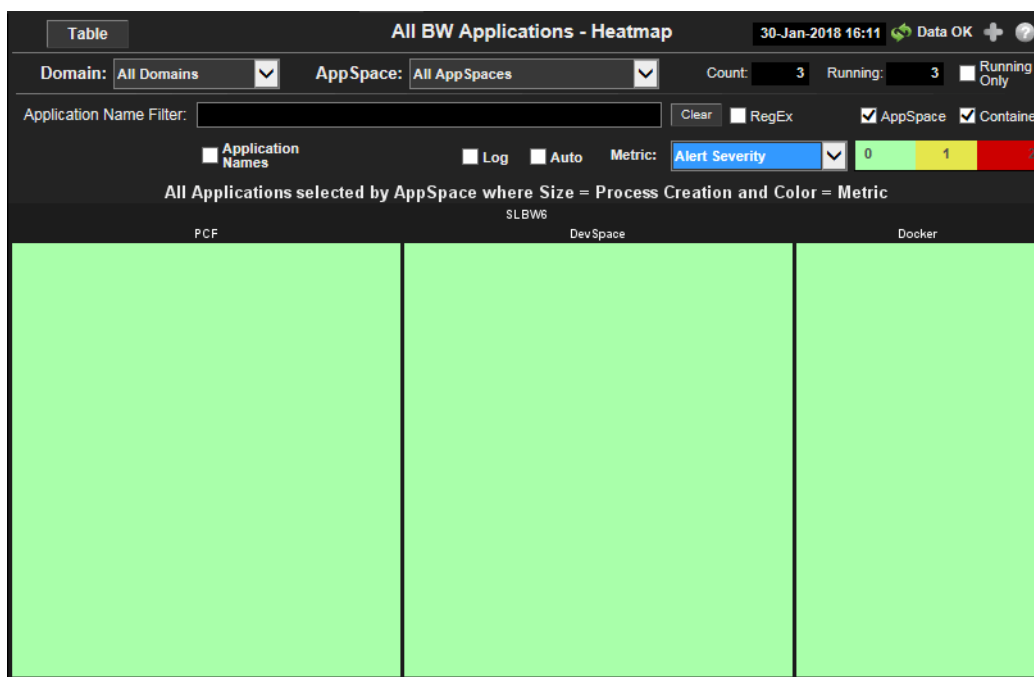 Table All BW Applications - Heatmap 30-Jan-2018 16:11 Data OK
Domain: All Domains AppSpace: All AppSpaces Count: 3 Running: 3 Running Only
Application Name Filter: Clear RegEx AppSpace Containe
Application Names Log Auto Metric: Alert Severity 0 1 2
All Applications selected by AppSpace where Size = Process Creation and Color = Metric
SLBW6
PCF DevSpace Docker